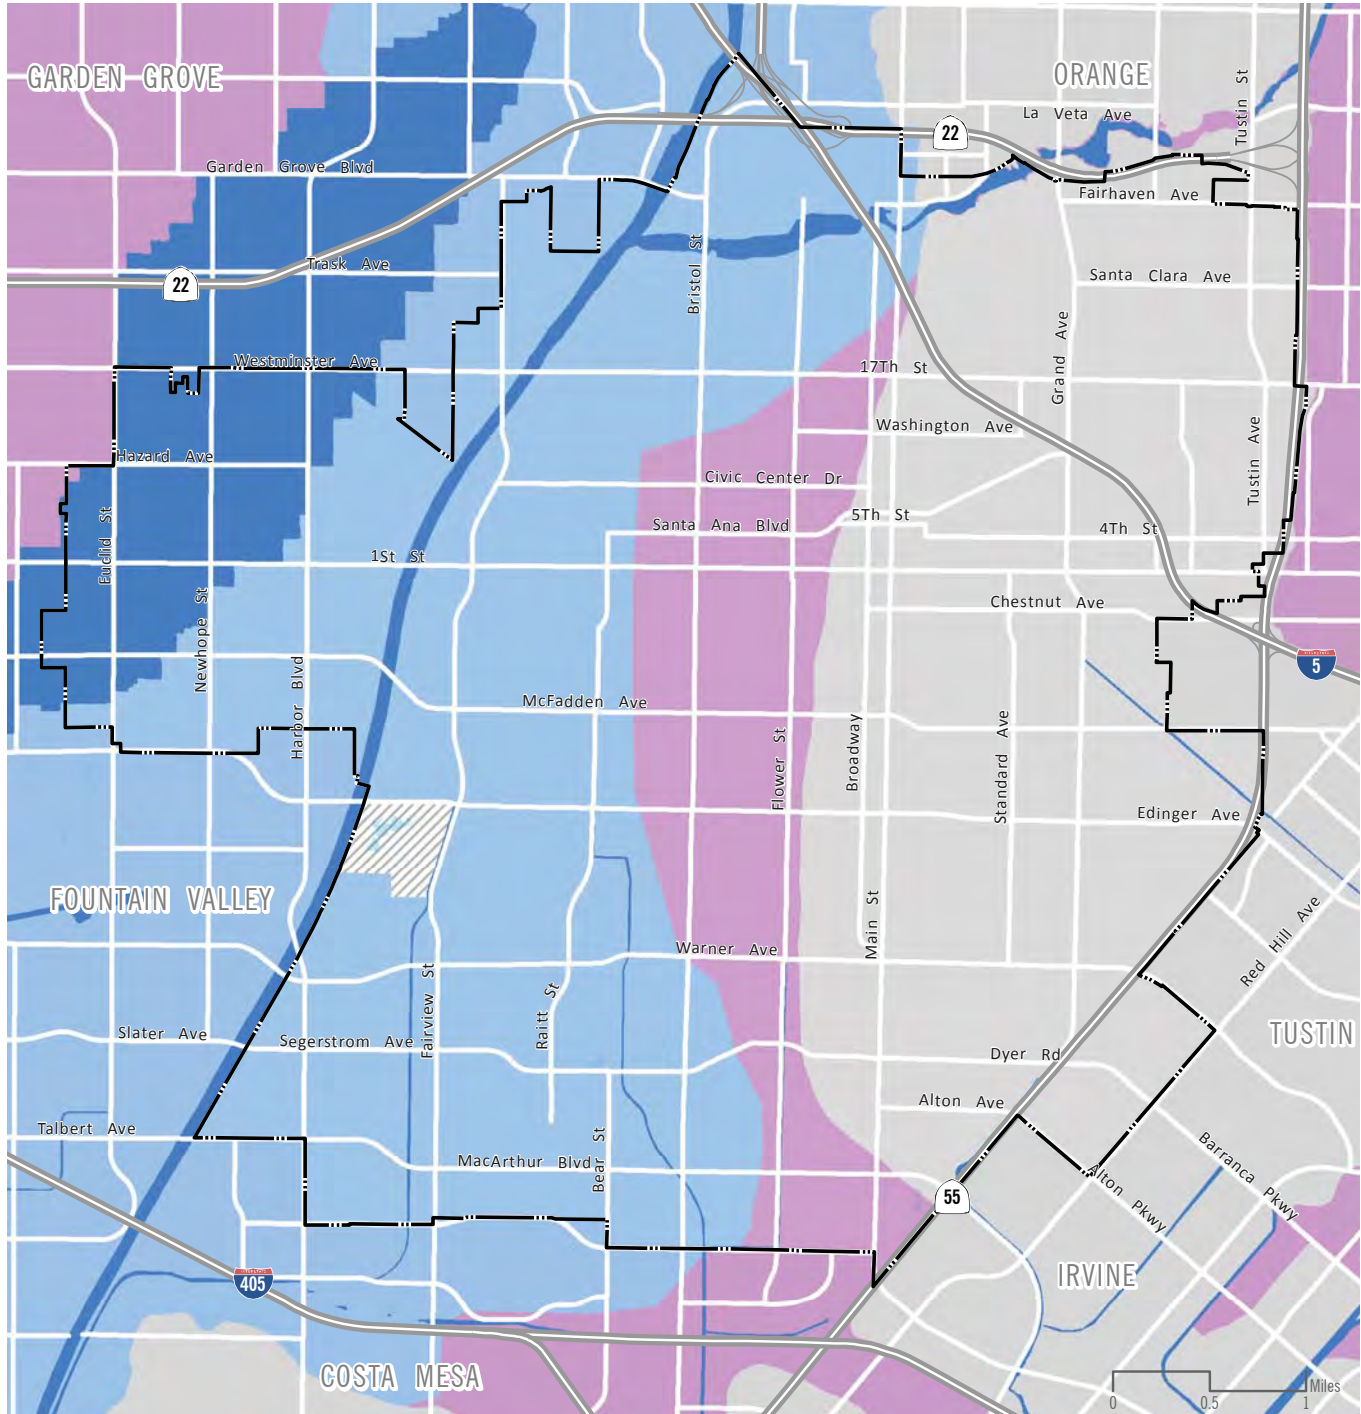 GARDEN GROVE
ORANGE
La Veta Ave
Tustin St
22
Garden Grove Blvd
Fairhaven Ave
Bristol St
Trask Ave
22
Santa Clara Ave
Grand Ave
Westminster Ave
17Th St
Washington Ave
Tustin Ave
Hazard Ave
Civic Center Dr
5Th St
Santa Ana Blvd
4Th St
Euclid St
1St St
Newhope St
Chestnut Ave
5
Harbor Blvd
McFadden Ave
Flower St
Broadway
Standard Ave
Edinger Ave
FOUNTAIN VALLEY
Main St
Red Hill Ave
Warner Ave
Fairview St
Raitt St
Slater Ave
Segerstrom Ave
TUSTIN
Dyer Rd
Alton Ave
Talbert Ave
Bear St
MacArthur Blvd
Barranca Pkwy
Alton Pkwy
55
405
IRVINE
COSTA MESA
Miles
0 0.5 1